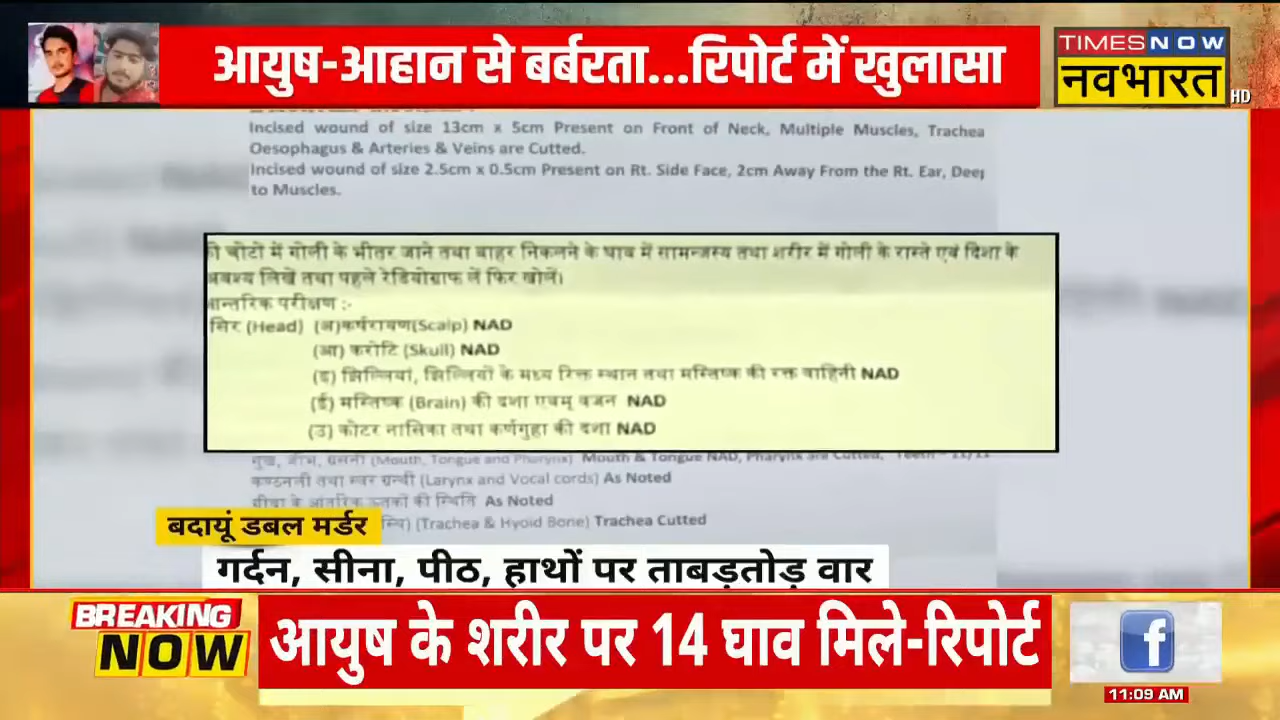 आयुष-आहान से बर्बरता...रिपोर्ट में खुलासा
TIMES NOW
नवभारत
HD
Incised wound of size 13cm x 5cm Present on Front of Neck, Multiple Muscles, Trachea
Oesophagus & Arteries & Veins are Cutted.
Incised wound of size 2.5cm x 0.5cm Present on Rt. Side Face, 2cm Away From the Rt. Ear, Deep
to Muscles.
चोटों में गोली के भीतर जाने तथा बाहर निकलने के घाव में सामन्जस्य तथा शरीर में गोली के रास्ते एवं दिशा के
अवश्य लिखें तथा पहले रेडियोग्राफ लें फिर खोलें।
आन्तरिक परीक्षण :-
सिर (Head) (अ)कर्षरायण(Scalp) NAD
(आ) करोटि (Skull) NAD
(इ) झिल्लियां, झिल्लियों के मध्य रिक्त स्थान तथा मस्तिष्क की रक्त वाहिनी NAD
(ई) मस्तिष्क (Brain) की दशा एवम् वजन NAD
(उ) कोटर नासिका तथा कर्णगुहा की दशा NAD
मुख, जीभ, ग्रसनी (Mouth, Tongue and Pharynx) Mouth & Tongue NAD, Pharynx are Cutted,
कण्ठनली तथा स्वर ग्रन्थी (Larynx and Vocal cords) As Noted
ग्रीवा के आंतरिक ऊतकों की स्थिति As Noted
(Trachea & Hyoid Bone) Trachea Cutted
बदायूं डबल मर्डर
गर्दन, सीना, पीठ, हाथों पर ताबड़तोड़ वार
BREAKING
NOW
आयुष के शरीर पर 14 घाव मिले-रिपोर्ट
f
11:09 AM